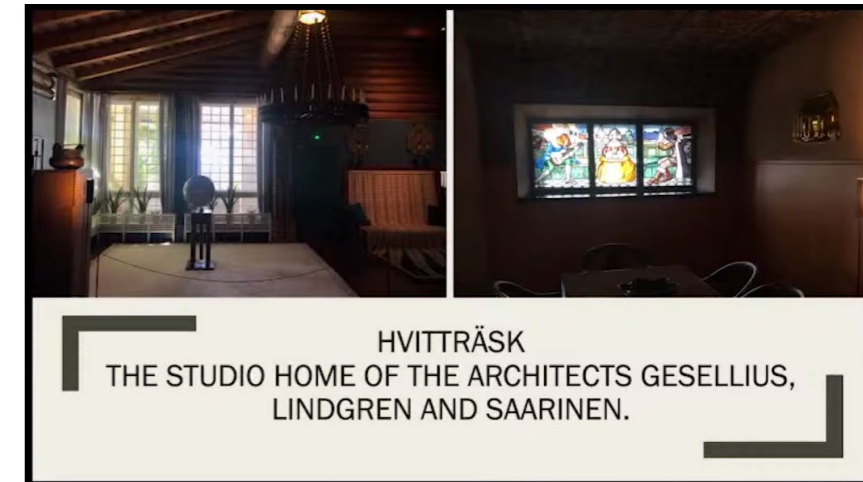 HVITTRÄSK
THE STUDIO HOME OF THE ARCHITECTS GESELLIUS,
LINDGREN AND SAARINEN.